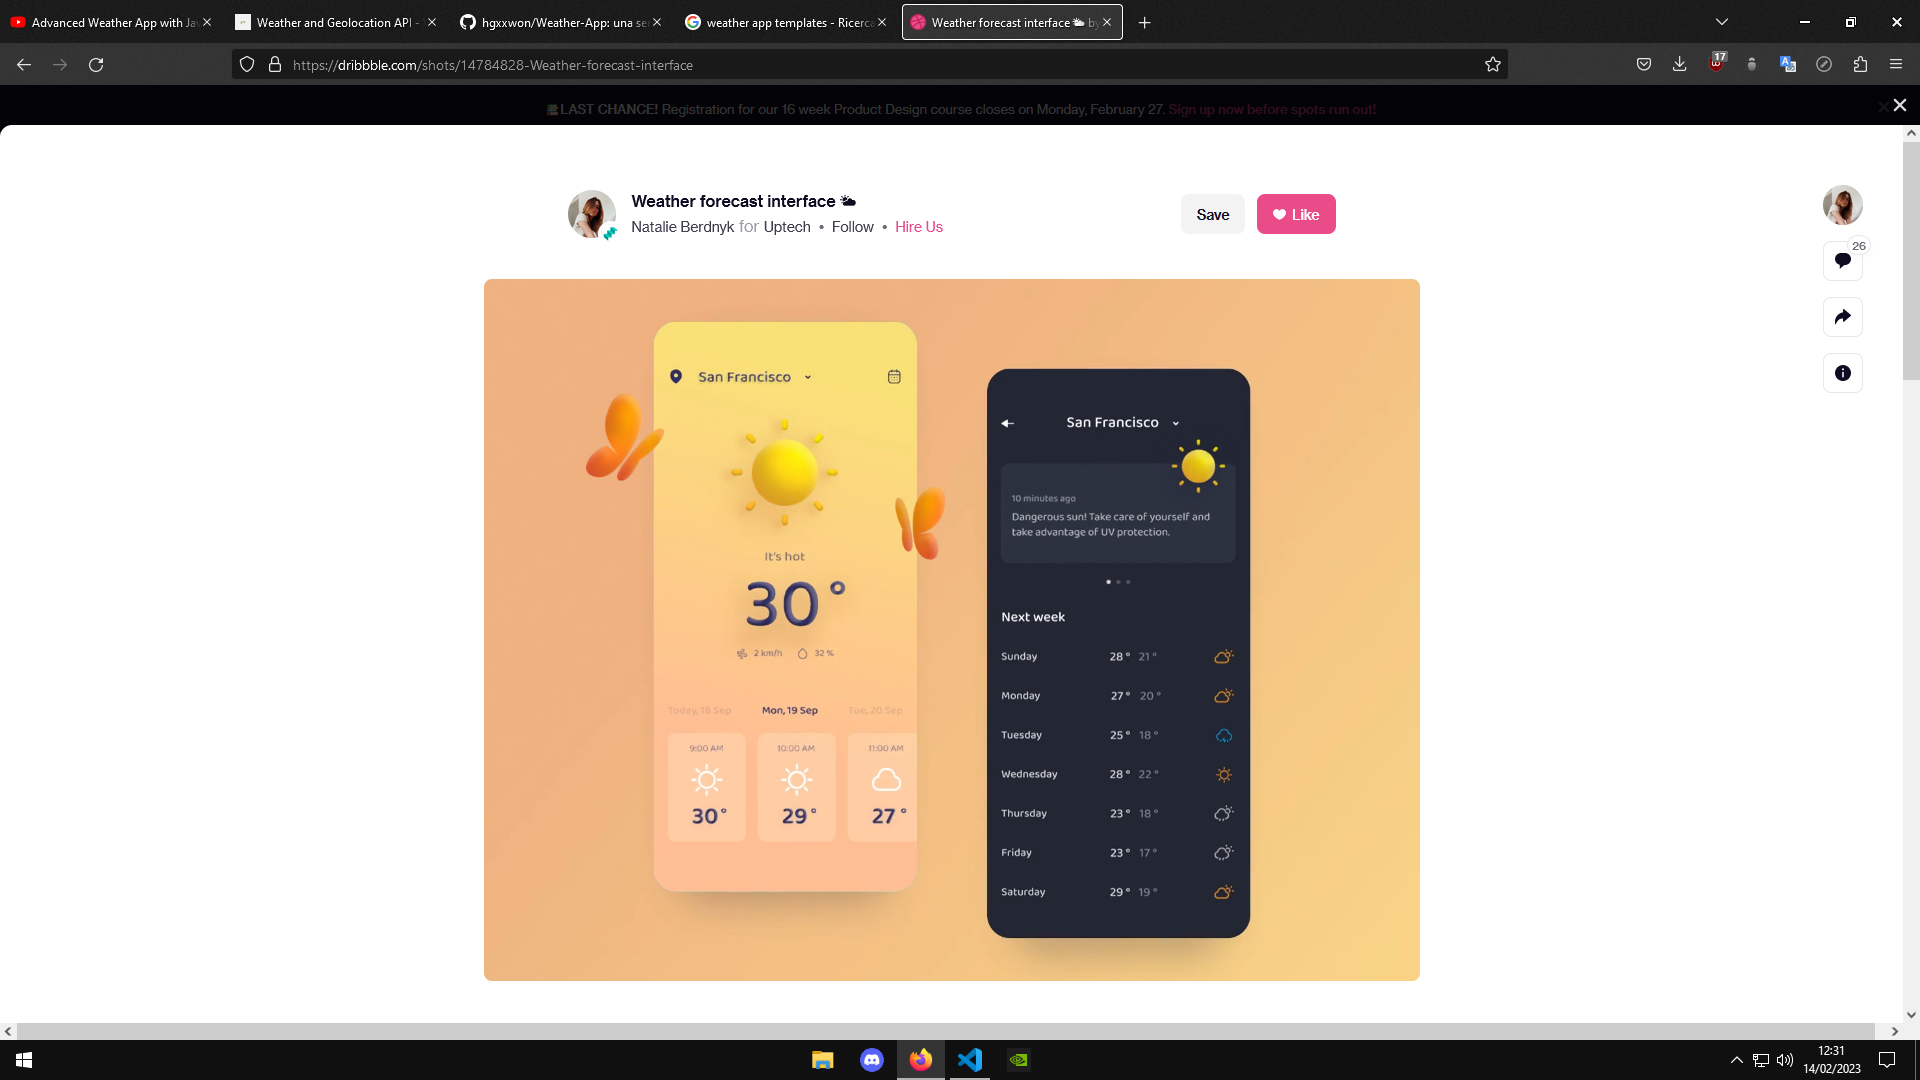 Advanced Weather App with Ja
Weather and Geolocation API -
hgxxwon/Weather-App: una se
weather app templates - Ricerca
Weather forecast interface 🌥 by
https://dribbble.com/shots/14784828-Weather-forecast-interface
17
LAST CHANCE! Registration for our 16 week Product Design course closes on Monday, February 27. Sign up now before spots run out!
Weather forecast interface 🌥
Natalie Berdnyk for Uptech • Follow • Hire Us
Save
Like
26
San Francisco
It's hot
30°
2 km/h 32 %
Today, 18 Sep Mon, 19 Sep Tue, 20 Sep
9:00 AM 10:00 AM 11:00 AM
30° 29° 27°
San Francisco
10 minutes ago
Dangerous sun! Take care of yourself and
take advantage of UV protection.
Next week
Sunday 28° 21°
Monday 27° 20°
Tuesday 25° 18°
Wednesday 28° 22°
Thursday 23° 18°
Friday 23° 17°
Saturday 29° 19°
12:31
14/02/2023